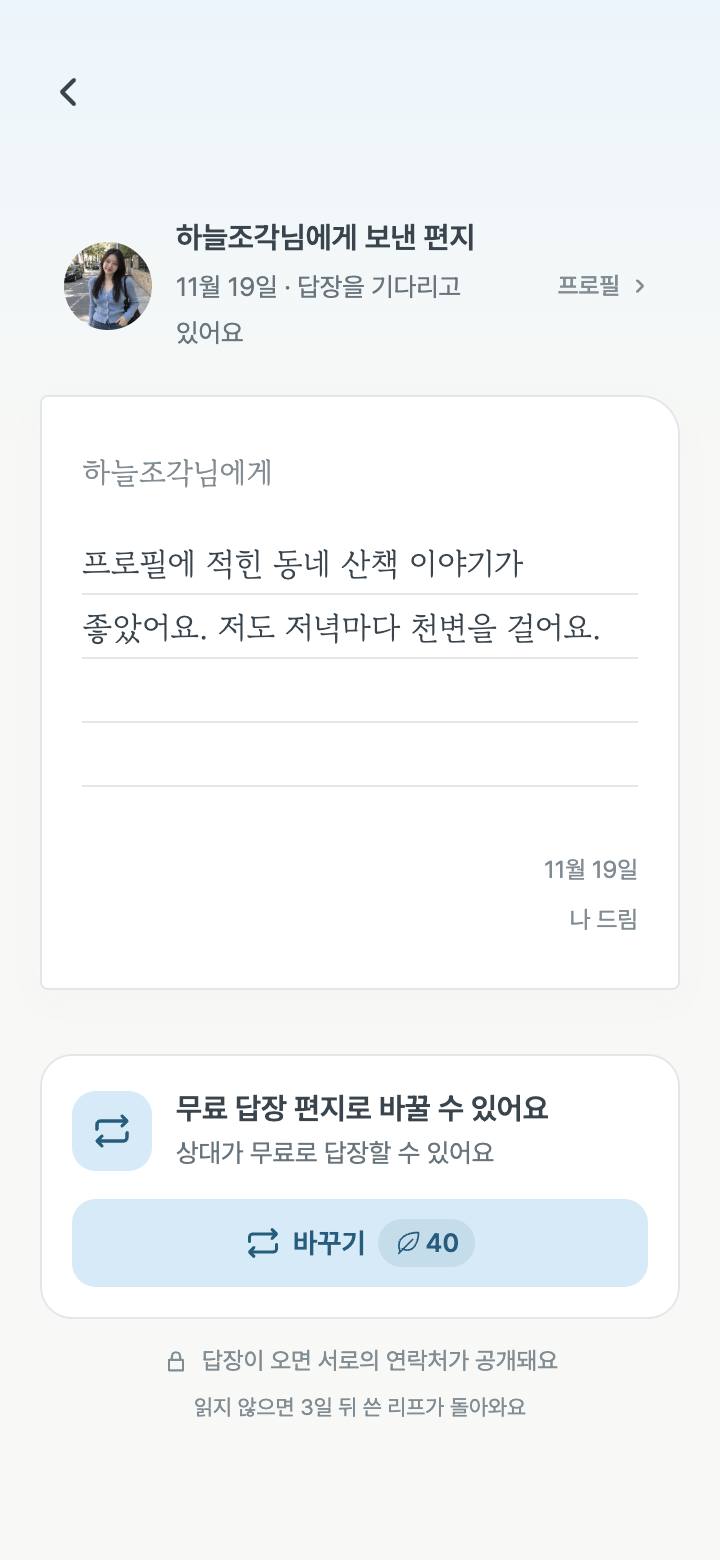 하늘조각님에게 보낸 편지
11월 19일 · 답장을 기다리고
있어요
프로필
하늘조각님에게
프로필에 적힌 동네 산책 이야기가
좋았어요. 저도 저녁마다 천변을 걸어요.
11월 19일
나 드림
무료 답장 편지로 바꿀 수 있어요
상대가 무료로 답장할 수 있어요
바꾸기 40
답장이 오면 서로의 연락처가 공개돼요
읽지 않으면 3일 뒤 쓴 리프가 돌아와요